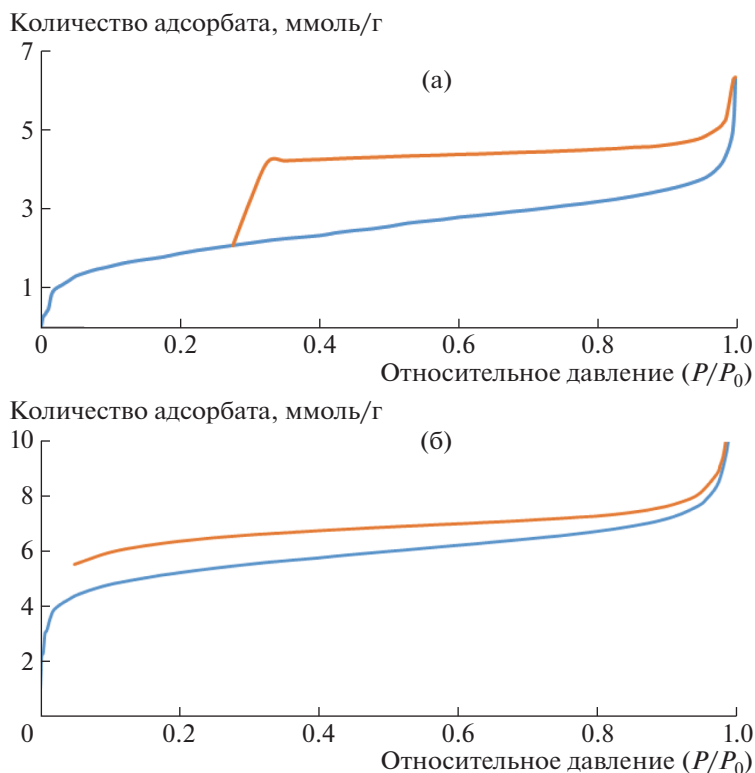 Количество адсорбата, ммоль/г
7
(а)
5
3
1
0 0.2 0.4 0.6 0.8 1.0
Относительное давление (P/P0)
Количество адсорбата, ммоль/г
10
(б)
8
6
4
2
0 0.2 0.4 0.6 0.8 1.0
Относительное давление (P/P0)